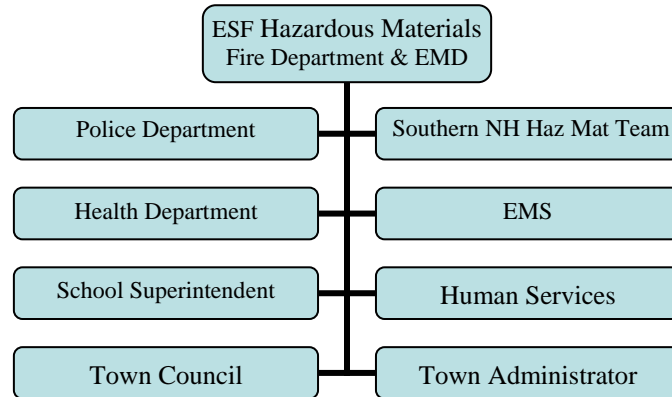 ESF Hazardous Materials
Fire Department & EMD
Police Department
Southern NH Haz Mat Team
Health Department
EMS
School Superintendent
Human Services
Town Council
Town Administrator